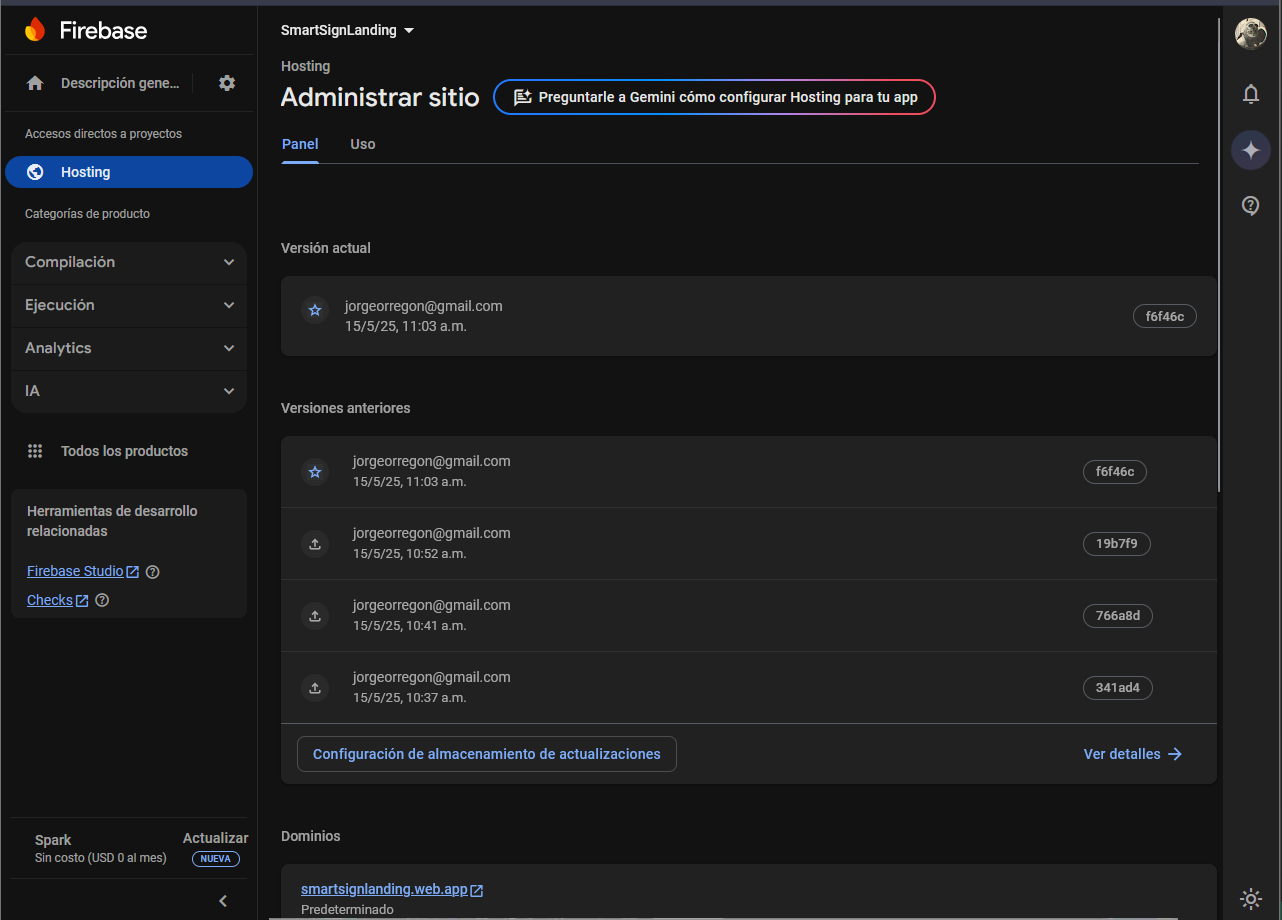 Firebase
Descripción gene...
Accesos directos a proyectos
Hosting
Categorías de producto
Compilación
Ejecución
Analytics
IA
Todos los productos
Herramientas de desarrollo
relacionadas
Firebase Studio
Checks
Spark
Sin costo (USD 0 al mes)
Actualizar
NUEVA
SmartSignLanding
Hosting
Administrar sitio
Preguntarle a Gemini cómo configurar Hosting para tu app
Panel Uso
Versión actual
jorgeorregon@gmail.com
15/5/25, 11:03 a.m.
f6f46c
Versiones anteriores
jorgeorregon@gmail.com
15/5/25, 11:03 a.m.
f6f46c
jorgeorregon@gmail.com
15/5/25, 10:52 a.m.
19b7f9
jorgeorregon@gmail.com
15/5/25, 10:41 a.m.
766a8d
jorgeorregon@gmail.com
15/5/25, 10:37 a.m.
341ad4
Configuración de almacenamiento de actualizaciones
Ver detalles
Dominios
smartsignlanding.web.app
Predeterminado